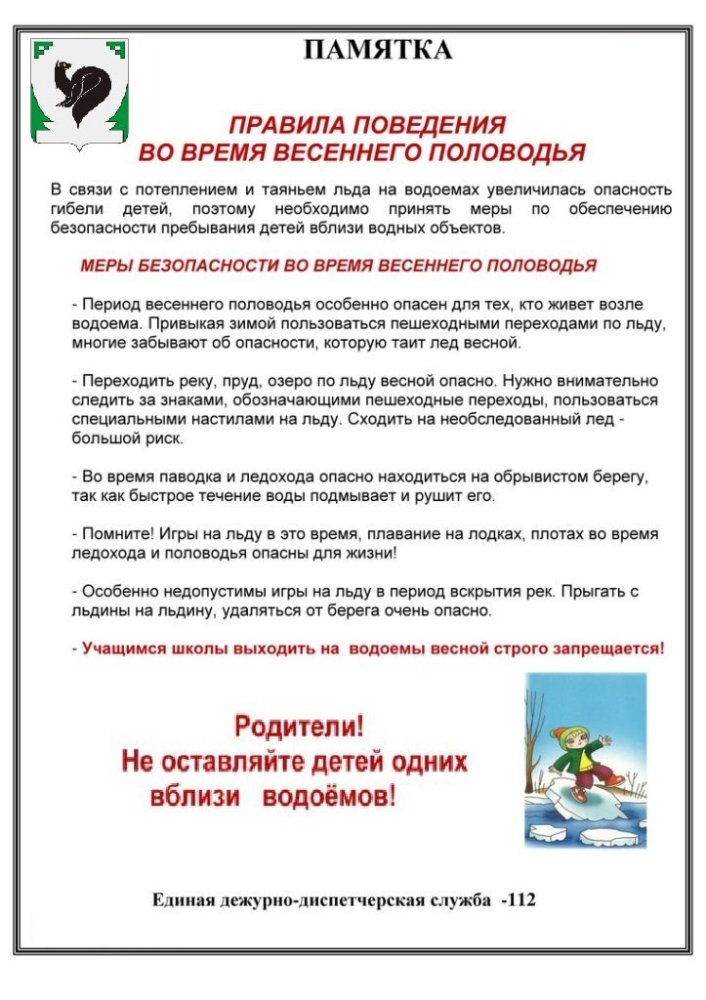 ПАМЯТКА
ПРАВИЛА ПОВЕДЕНИЯ
ВО ВРЕМЯ ВЕСЕННЕГО ПОЛОВОДЬЯ
В связи с потеплением и таяньем льда на водоемах увеличилась опасность
гибели детей, поэтому необходимо принять меры по обеспечению
безопасности пребывания детей вблизи водных объектов.
МЕРЫ БЕЗОПАСНОСТИ ВО ВРЕМЯ ВЕСЕННЕГО ПОЛОВОДЬЯ
- Период весеннего половодья особенно опасен для тех, кто живет возле
водоема. Привыкая зимой пользоваться пешеходными переходами по льду,
многие забывают об опасности, которую таит лед весной.
- Переходить реку, пруд, озеро по льду весной опасно. Нужно внимательно
следить за знаками, обозначающими пешеходные переходы, пользоваться
специальными настилами на льду. Сходить на необследованный лед -
большой риск.
- Во время паводка и ледохода опасно находиться на обрывистом берегу,
так как быстрое течение воды подмывает и рушит его.
- Помните! Игры на льду в это время, плавание на лодках, плотах во время
ледохода и половодья опасны для жизни!
- Особенно недопустимы игры на льду в период вскрытия рек. Прыгать с
льдины на льдину, удаляться от берега очень опасно.
- Учащимся школы выходить на водоемы весной строго запрещается!
Родители!
Не оставляйте детей одних
вблизи водоёмов!
Единая дежурно-диспетчерская служба -112